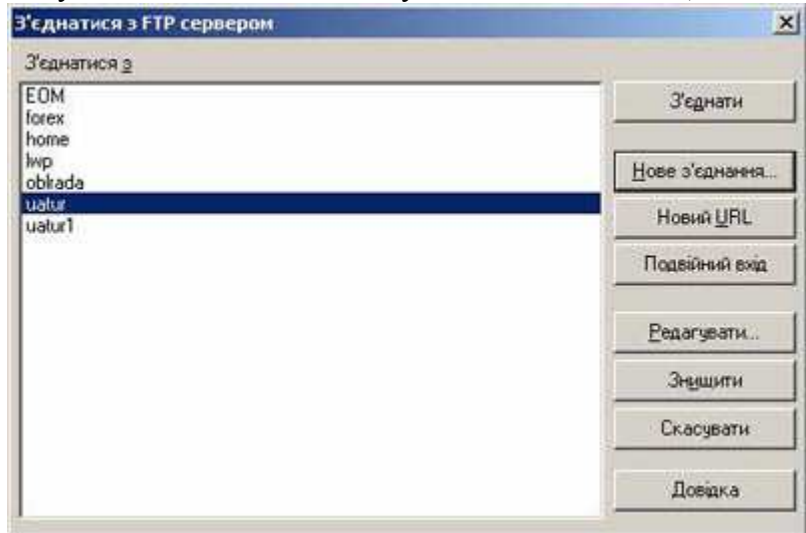 З'єднатися з FTP сервером
З'єднатися з
EOM
forex
home
lwp
oblrada
uatur
uatur1
З'єднати
Нове з'єднання...
Новий URL
Подвійний вхід
Редагувати...
Знищити
Скасувати
Довідка